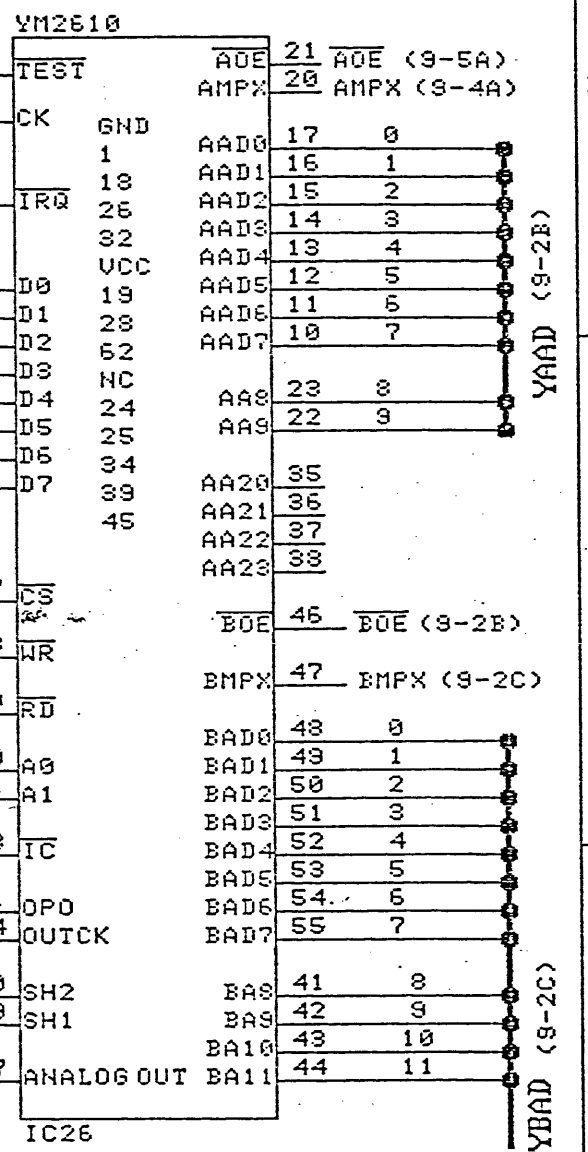 YM2610
TEST
AOE 21 AOE (9-5A)
AMPX 20 AMPX (9-4A)
CK
GND
AAD0 17 0
1
AAD1 16 1
18
AAD2 15 2
IRQ
26
AAD3 14 3
32
AAD4 13 4
VCC
AAD5 12 5
D0
19
AAD6 11 6
D1
28
AAD7 10 7
D2
62
YAAD (9-2B)
D3
NC
AA8 23 8
D4
24
AA9 22 9
D5
25
D6
34
D7
39
AA20 35
45
AA21 36
AA22 37
AA23 38
CS
BOE 46 BOE (9-2B)
WR
BMPX 47 BMPX (9-2C)
RD
BAD0 48 0
A0
BAD1 49 1
A1
BAD2 50 2
BAD3 51 3
IC
BAD4 52 4
BAD5 53 5
OPO
BAD6 54 6
OUTCK
BAD7 55 7
SH2
BA8 41 8
SH1
BA9 42 9
BA10 43 10
ANALOG OUT
BA11 44 11
YBAD (9-2C)
IC26